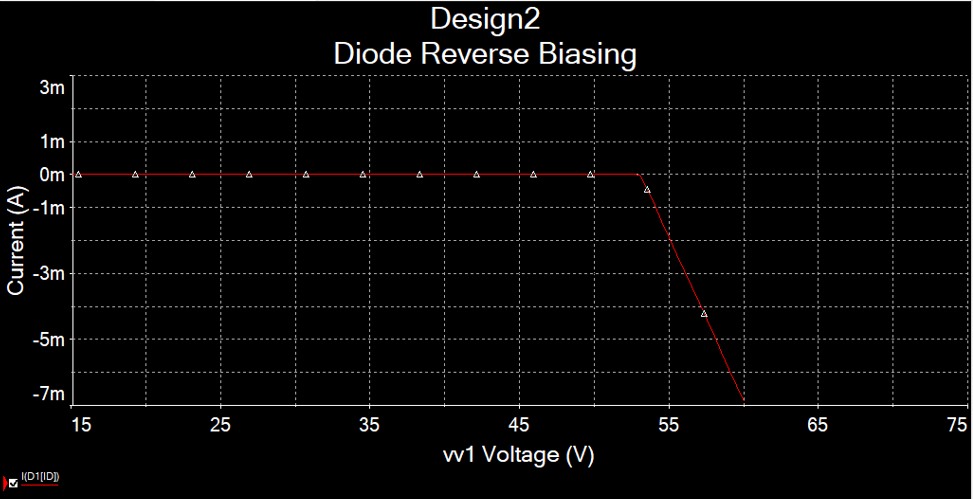 Design2
Diode Reverse Biasing
3m
1m
0m
-1m
-3m
-5m
-7m
Current (A)
15 25 35 45 55 65 75
vv1 Voltage (V)
I(D1[ID])